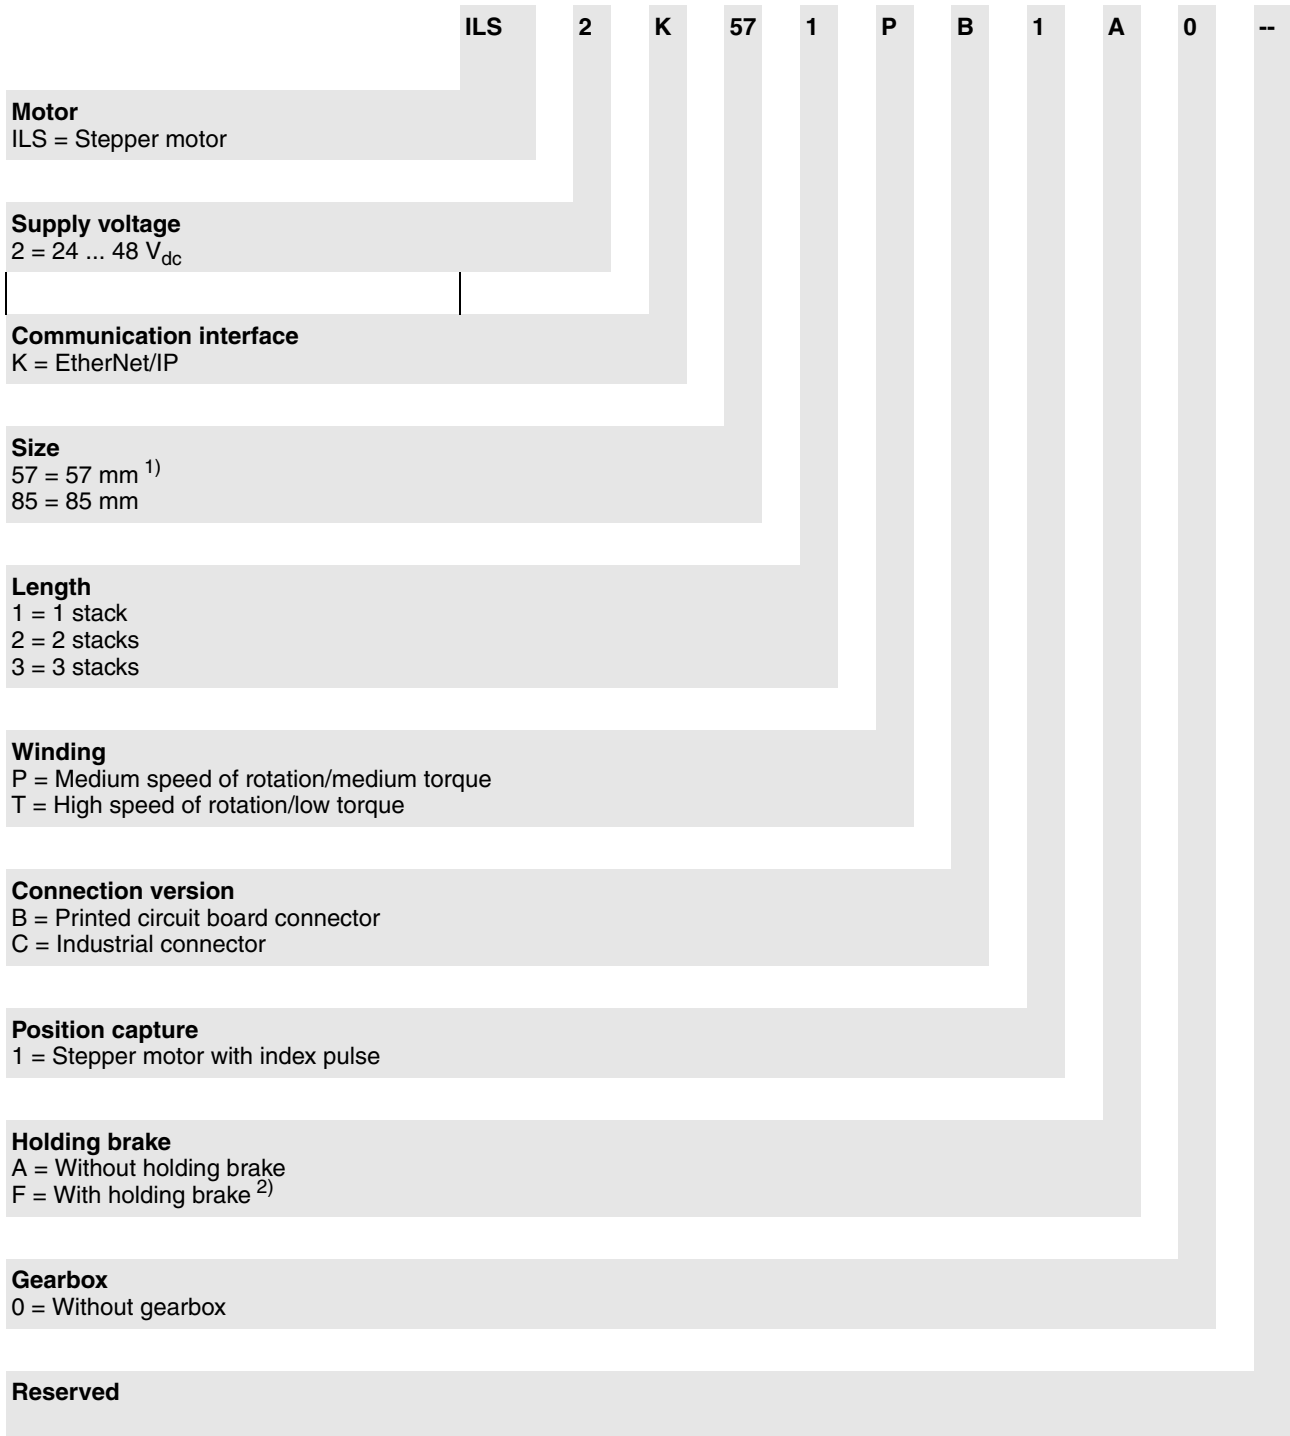 ILS 2 K 57 1 P B 1 A 0 --
Motor
ILS = Stepper motor
Supply voltage
2 = 24 ... 48 Vdc
Communication interface
K = EtherNet/IP
Size
57 = 57 mm 1)
85 = 85 mm
Length
1 = 1 stack
2 = 2 stacks
3 = 3 stacks
Winding
P = Medium speed of rotation/medium torque
T = High speed of rotation/low torque
Connection version
B = Printed circuit board connector
C = Industrial connector
Position capture
1 = Stepper motor with index pulse
Holding brake
A = Without holding brake
F = With holding brake 2)
Gearbox
0 = Without gearbox
Reserved